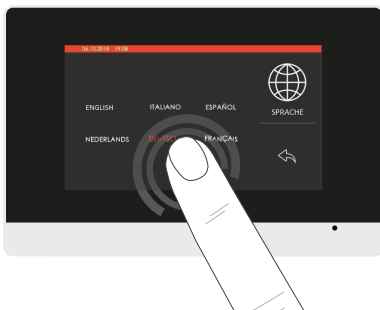 06.10.2018 19:08
ENGLISH ITALIANO ESPAÑOL
SPRACHE
NEDERLANDS FRANÇAIS